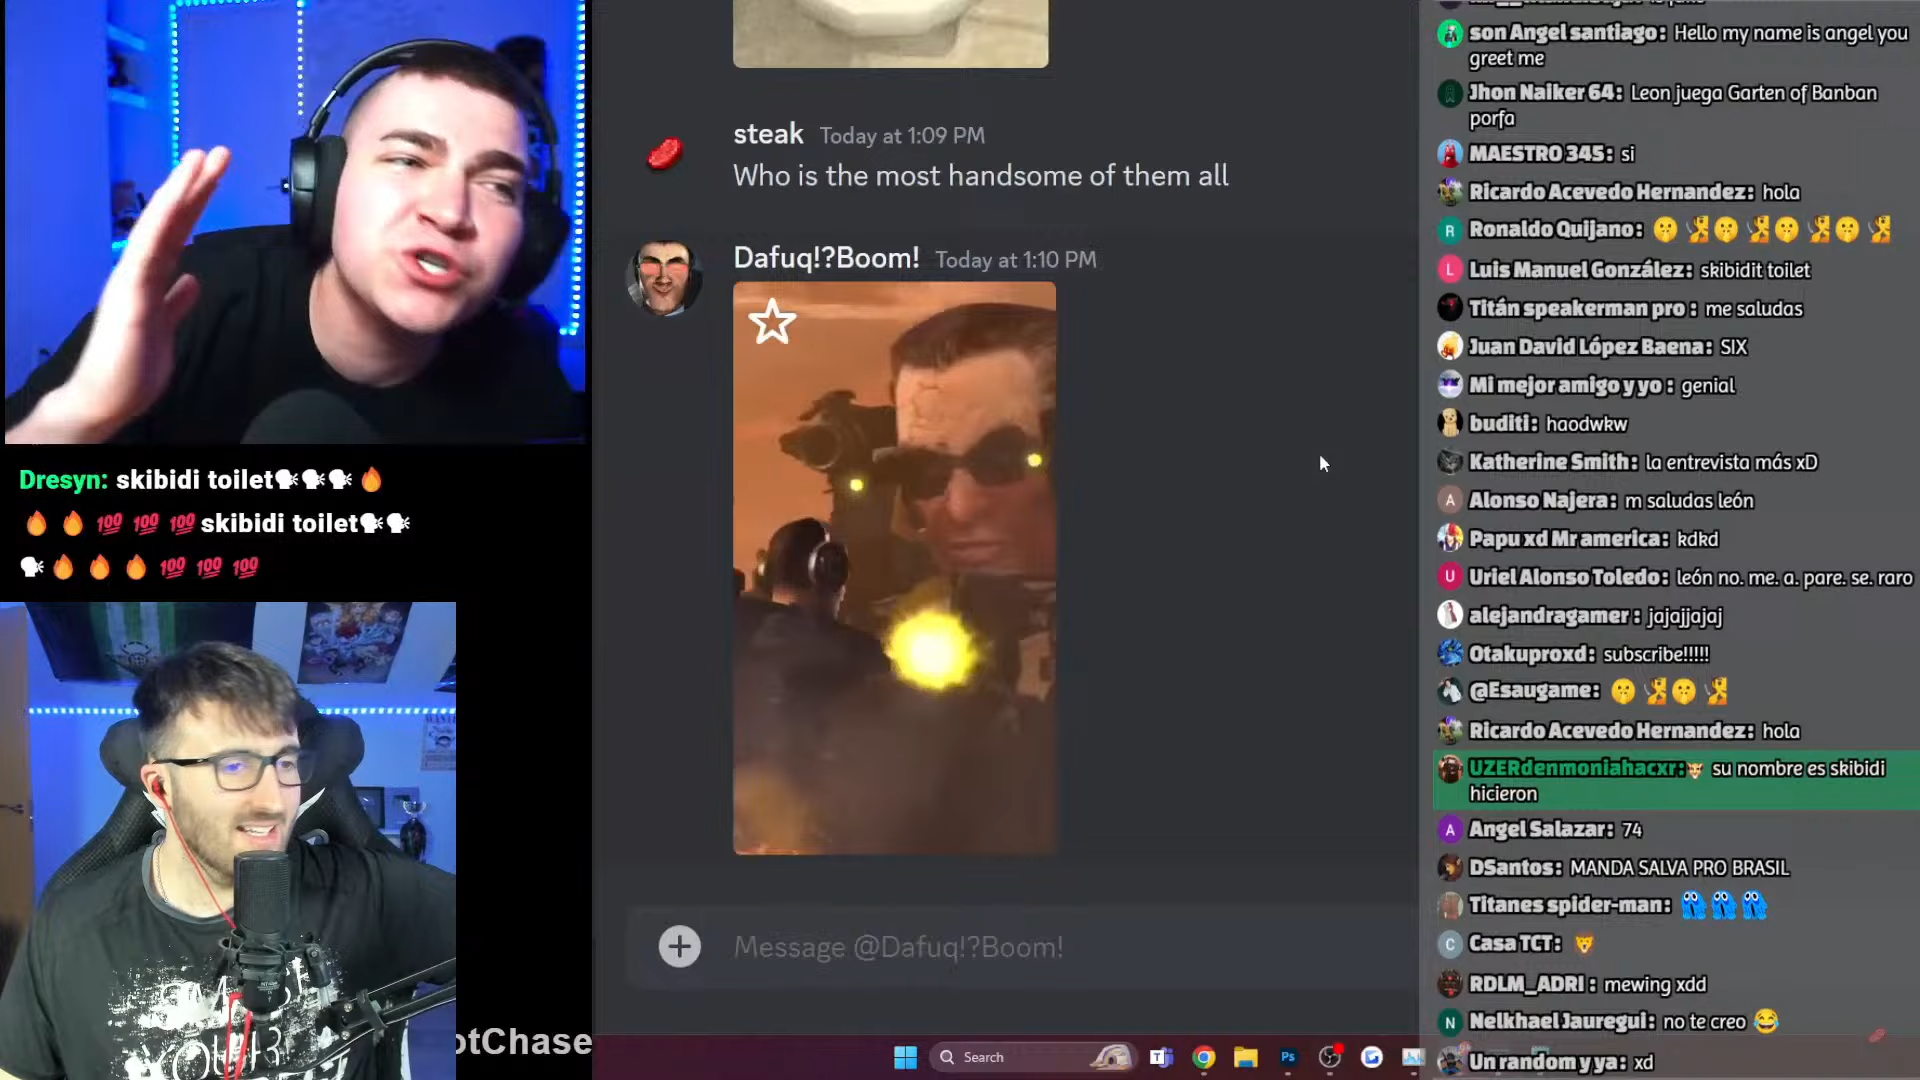 steak Today at 1:09 PM
Who is the most handsome of them all
Dafuq!?Boom! Today at 1:10 PM
Message @Dafuq!?Boom!
Search
Dresyn: skibidi toilet🗣️🗣️🗣️🔥
🔥🔥💯💯💯skibidi toilet🗣️🗣️
🗣️🔥🔥🔥💯💯💯
otChase
son Angel santiago: Hello my name is angel you
greet me
Jhon Naiker 64: Leon juega Garten of Banban
porfa
MAESTRO 345: si
Ricardo Acevedo Hernandez: hola
R
Ronaldo Quijano: 🤫🧏🤫🧏🤫🧏🤫🧏
L
Luis Manuel González: skibidit toilet
Titán speakerman pro : me saludas
Juan David López Baena: SIX
Mi mejor amigo y yo : genial
buditi: haodwkw
Katherine Smith: la entrevista más xD
A
Alonso Najera: m saludas león
Papu xd Mr america: kdkd
U
Uriel Alonso Toledo: león no. me. a. pare. se. raro
alejandragamer : jajajjajaj
Otakuproxd: subscribe!!!!!
@Esaugame: 🤫🧏🤫🧏
Ricardo Acevedo Hernandez: hola
UZERdenmoniahacxr: su nombre es skibidi
hicieron
A
Angel Salazar: 74
DSantos: MANDA SALVA PRO BRASIL
Titanes spider-man:
C
Casa TCT: 🦁
RDLM_ADRI : mewing xdd
N
Nelkhael Jauregui: no te creo 😂
Un random y ya: xd